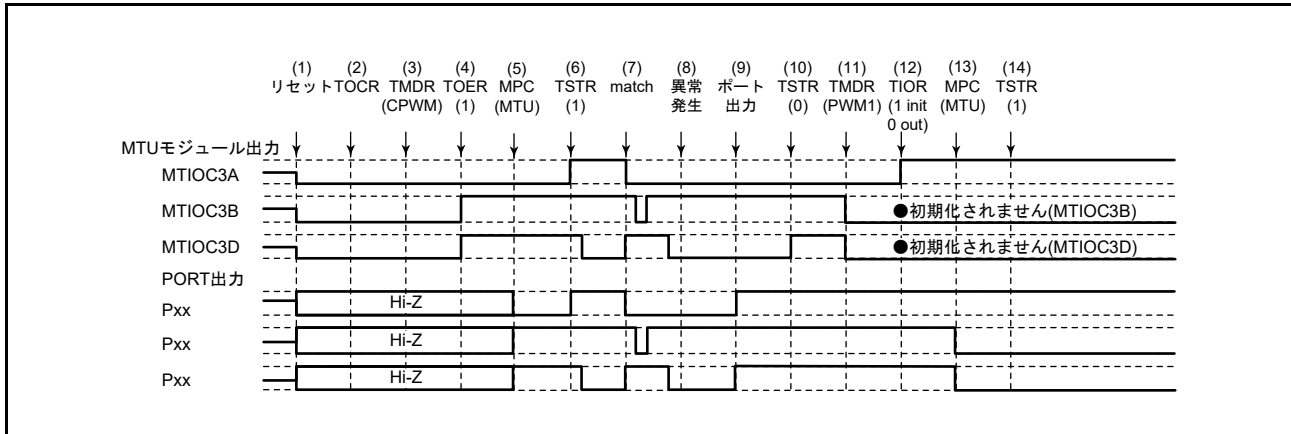 (1) (2) (3) (4) (5) (6) (7) (8) (9) (10) (11) (12) (13) (14)
リセット TOCR TMDR TOER MPC TSTR match 異常 ポート TSTR TMDR TIOR MPC TSTR
(CPWM) (1) (MTU) (1) 発生 出力 (0) (PWM1) (1 init (MTU) (1)
0 out)
MTUモジュール出力
MTIOC3A
MTIOC3B ●初期化されません(MTIOC3B)
MTIOC3D ●初期化されません(MTIOC3D)
PORT出力
Pxx Hi-Z
Pxx Hi-Z
Pxx Hi-Z